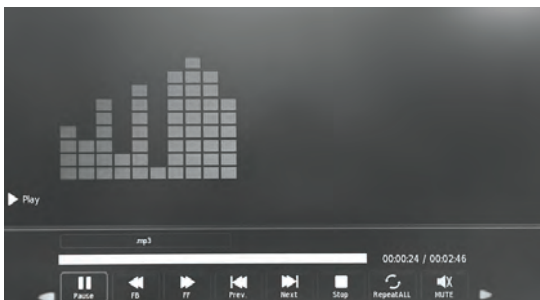 Play
.mp3
00:00:24 / 00:02:46
Pause FB FF Prev. Next Stop RepeatALL MUTE